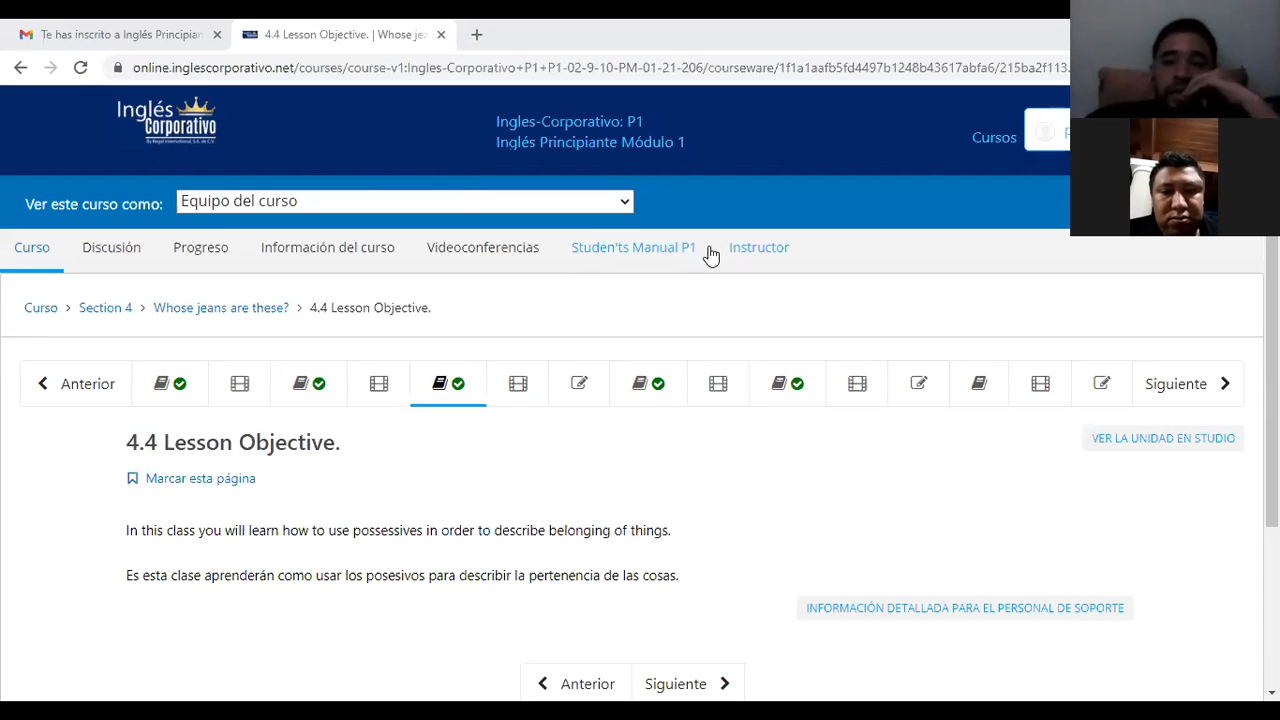 Te has inscrito a Inglés Principian
4.4 Lesson Objective. | Whose jea
online.inglescorporativo.net/courses/course-v1:Ingles-Corporativo+P1+P1-02-9-10-PM-01-21-206/courseware/1f1a1aafb5fd4497b1248b43617abfa6/215ba2f113.
Inglés
Corporativo
By Regal International, S.A. de C.V.
Ingles-Corporativo: P1
Inglés Principiante Módulo 1
Cursos
p
Ver este curso como:
Equipo del curso
Curso
Discusión
Progreso
Información del curso
Videoconferencias
Studen'ts Manual P1
Instructor
Curso > Section 4 > Whose jeans are these? > 4.4 Lesson Objective.
Anterior
Siguiente
4.4 Lesson Objective.
VER LA UNIDAD EN STUDIO
Marcar esta página
In this class you will learn how to use possessives in order to describe belonging of things.
Es esta clase aprenderán como usar los posesivos para describir la pertenencia de las cosas.
INFORMACIÓN DETALLADA PARA EL PERSONAL DE SOPORTE
Anterior
Siguiente